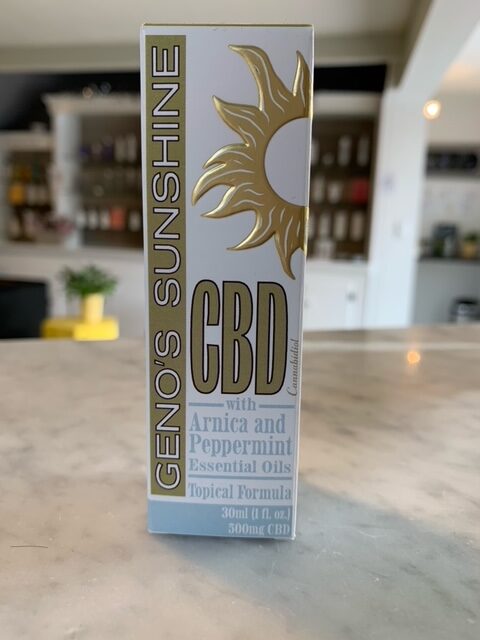 GENO'S SUNSHINE
CBD
Cannabidiol
with
Arnica and
Peppermint
Essential Oils
Topical Formula
30ml (1 fl. oz.)
500mg CBD